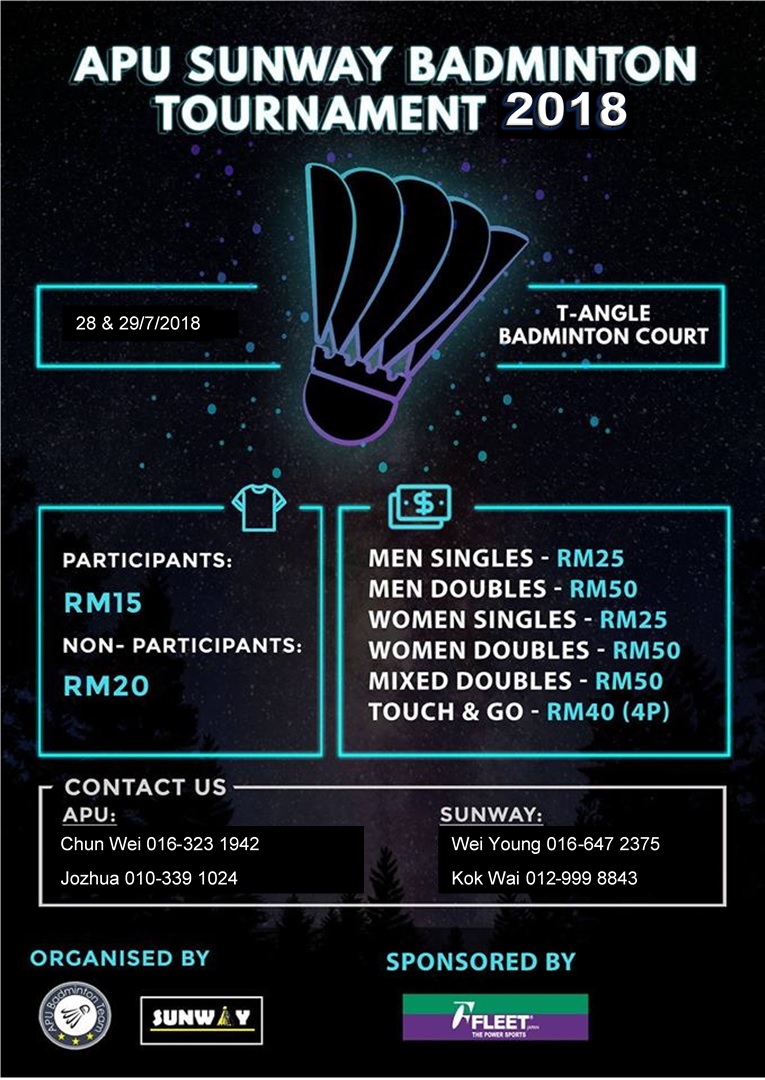 APU SUNWAY BADMINTON
TOURNAMENT 2018
28 & 29/7/2018
T-ANGLE
BADMINTON COURT
$
PARTICIPANTS:
RM15
NON- PARTICIPANTS:
RM20
MEN SINGLES - RM25
MEN DOUBLES - RM50
WOMEN SINGLES - RM25
WOMEN DOUBLES - RM50
MIXED DOUBLES - RM50
TOUCH & GO - RM40 (4P)
CONTACT US
APU:
Chun Wei 016-323 1942
Jozhua 010-339 1024
SUNWAY:
Wei Young 016-647 2375
Kok Wai 012-999 8843
ORGANISED BY
APU Badminton Team
SUNWAY
SPONSORED BY
FLEET
THE POWER SPORTS